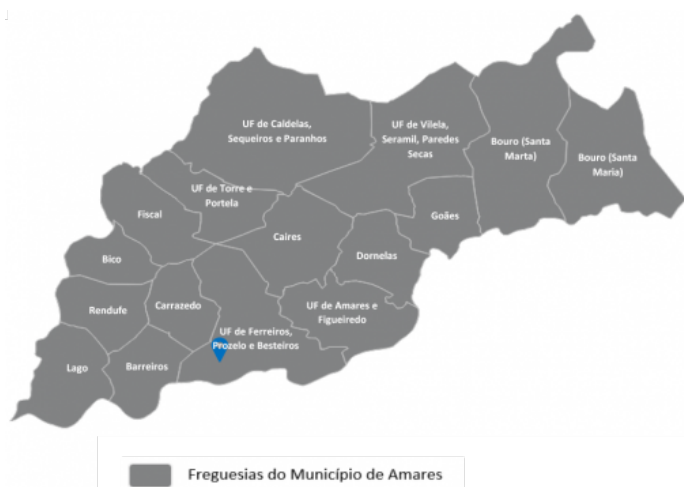 UF de Caldelas,
Sequeiros e Paranhos
UF de Vilela,
Seramil, Paredes
Secas
Bouro (Santa
Marta)
Bouro (Santa
Maria)
UF de Torre e
Portela
Fiscal
Goães
Caires
Bico
Dornelas
Rendufe
Carrazedo
UF de Amares e
Figueiredo
UF de Ferreiros,
Prozelo e Besteiros
Lago
Barreiros
Freguesias do Município de Amares